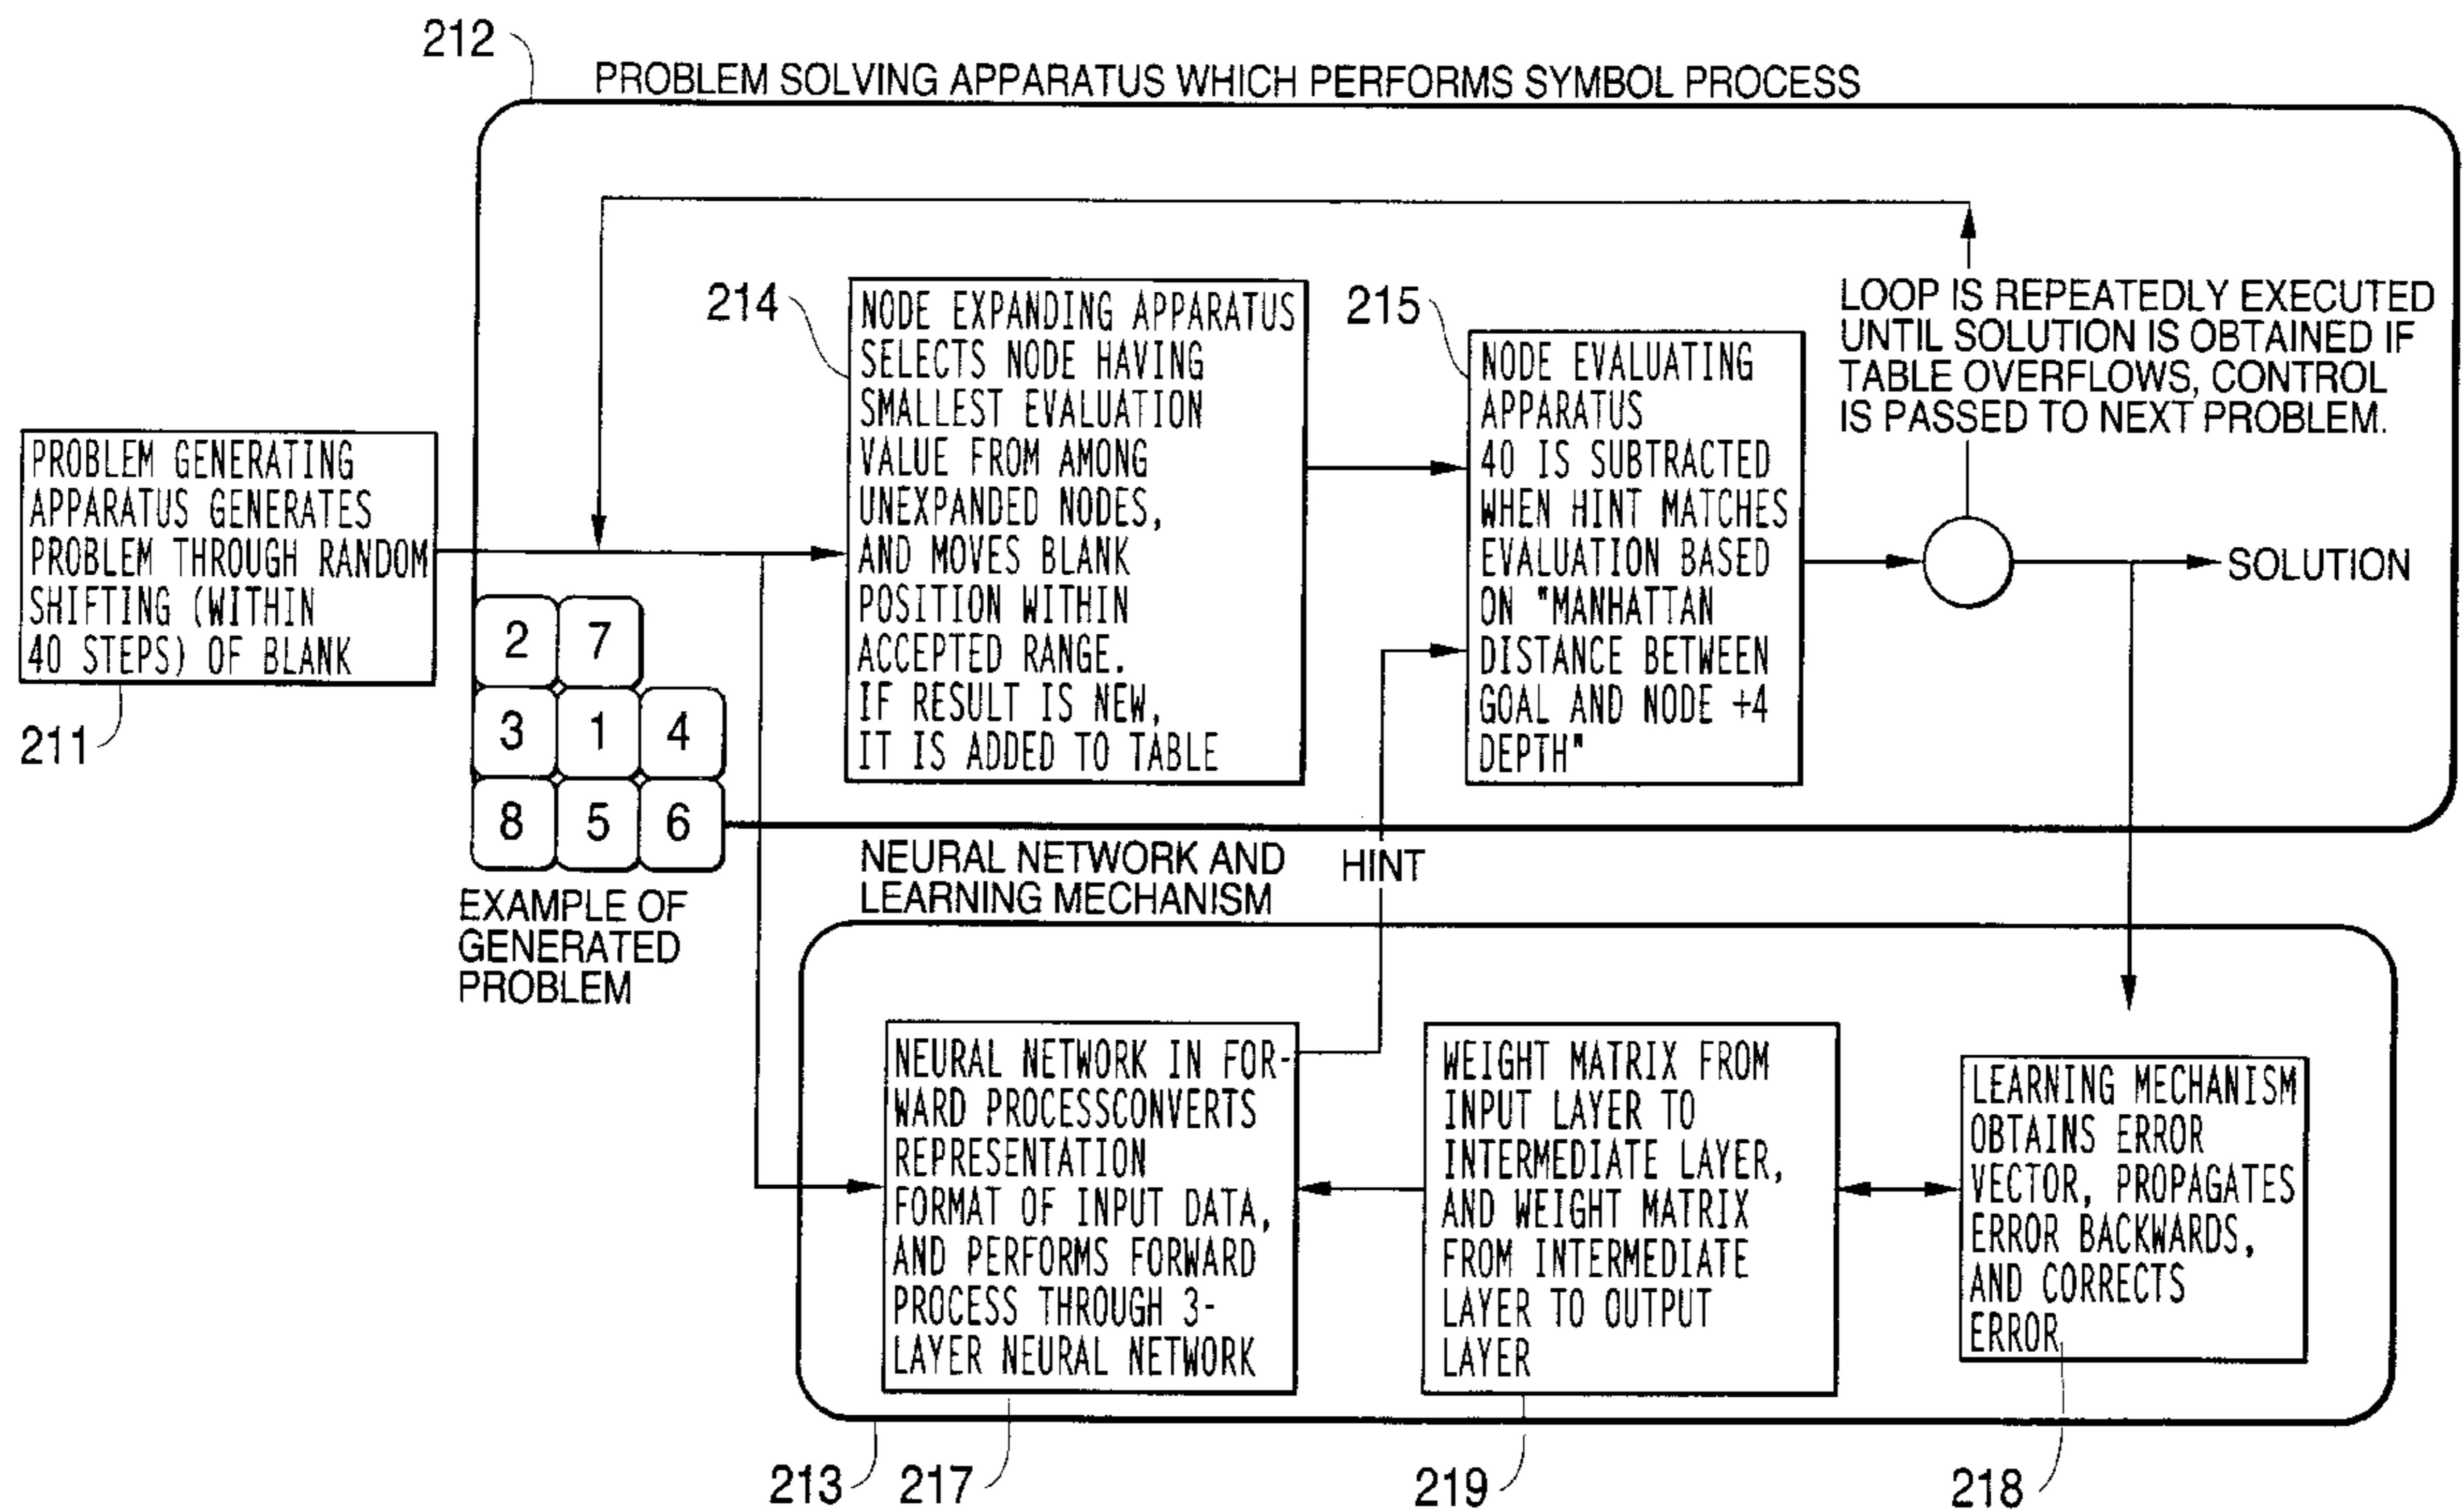 212
PROBLEM SOLVING APPARATUS WHICH PERFORMS SYMBOL PROCESS
214
NODE EXPANDING APPARATUS
SELECTS NODE HAVING
SMALLEST EVALUATION
VALUE FROM AMONG
UNEXPANDED NODES,
AND MOVES BLANK
POSITION WITHIN
ACCEPTED RANGE.
IF RESULT IS NEW,
IT IS ADDED TO TABLE
215
NODE EVALUATING
APPARATUS
40 IS SUBTRACTED
WHEN HINT MATCHES
EVALUATION BASED
ON "MANHATTAN
DISTANCE BETWEEN
GOAL AND NODE +4
DEPTH"
LOOP IS REPEATEDLY EXECUTED
UNTIL SOLUTION IS OBTAINED IF
TABLE OVERFLOWS, CONTROL
IS PASSED TO NEXT PROBLEM.
SOLUTION
PROBLEM GENERATING
APPARATUS GENERATES
PROBLEM THROUGH RANDOM
SHIFTING (WITHIN
40 STEPS) OF BLANK
211
2 7
3 1 4
8 5 6
EXAMPLE OF
GENERATED
PROBLEM
NEURAL NETWORK AND
LEARNING MECHANISM
HINT
NEURAL NETWORK IN FOR-
WARD PROCESSCONVERTS
REPRESENTATION
FORMAT OF INPUT DATA,
AND PERFORMS FORWARD
PROCESS THROUGH 3-
LAYER NEURAL NETWORK
WEIGHT MATRIX FROM
INPUT LAYER TO
INTERMEDIATE LAYER,
AND WEIGHT MATRIX
FROM INTERMEDIATE
LAYER TO OUTPUT
LAYER
LEARNING MECHANISM
OBTAINS ERROR
VECTOR, PROPAGATES
ERROR BACKWARDS,
AND CORRECTS
ERROR
213
217
219
218